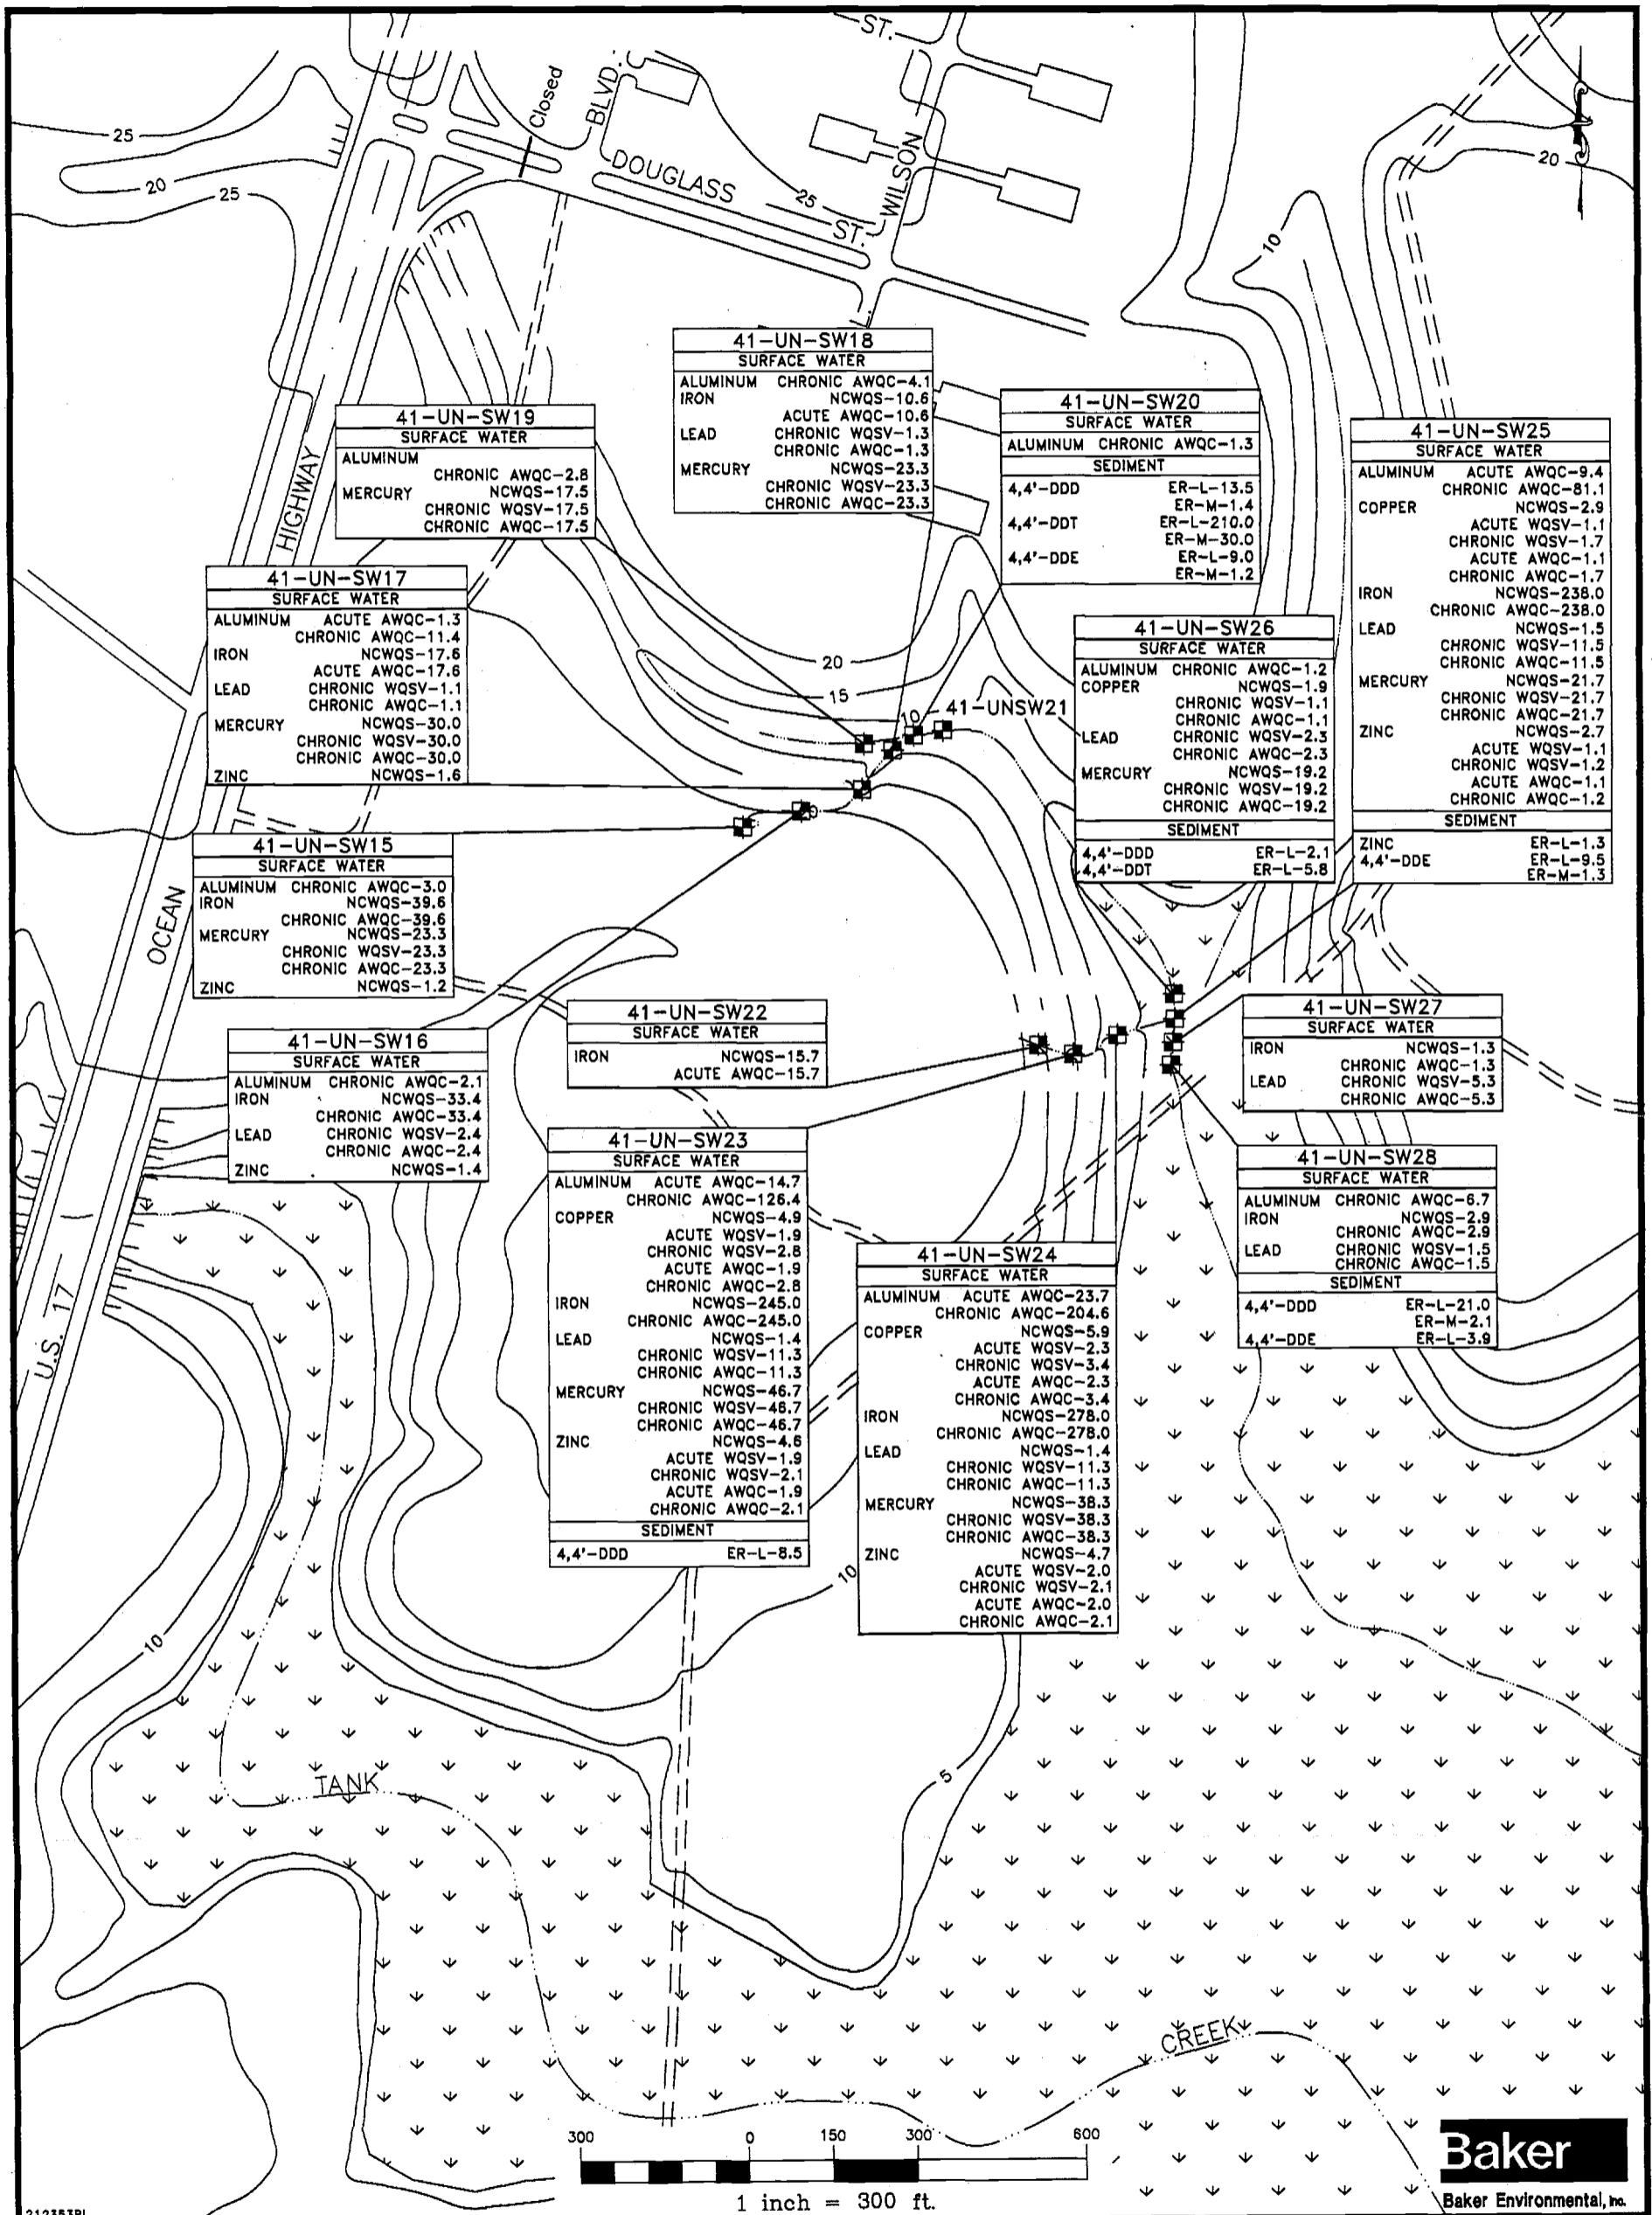 ST.
Closed
BLVD.
25
20
25
DOUGLASS
ST.
25
WILSON
10
20
HIGHWAY
41-UN-SW18
SURFACE WATER
ALUMINUM CHRONIC AWQC-4.1
IRON NCWQS-10.6
ACUTE AWQC-10.6
LEAD CHRONIC WQSV-1.3
CHRONIC AWQC-1.3
MERCURY NCWQS-23.3
CHRONIC WQSV-23.3
CHRONIC AWQC-23.3
41-UN-SW19
SURFACE WATER
ALUMINUM
CHRONIC AWQC-2.8
MERCURY NCWQS-17.5
CHRONIC WQSV-17.5
CHRONIC AWQC-17.5
41-UN-SW20
SURFACE WATER
ALUMINUM CHRONIC AWQC-1.3
SEDIMENT
4,4'-DDD ER-L-13.5
ER-M-1.4
4,4'-DDT ER-L-210.0
ER-M-30.0
4,4'-DDE ER-L-9.0
ER-M-1.2
41-UN-SW25
SURFACE WATER
ALUMINUM ACUTE AWQC-9.4
CHRONIC AWQC-81.1
COPPER NCWQS-2.9
ACUTE WQSV-1.1
CHRONIC WQSV-1.7
ACUTE AWQC-1.1
CHRONIC AWQC-1.7
IRON NCWQS-238.0
CHRONIC AWQC-238.0
LEAD NCWQS-1.5
CHRONIC WQSV-11.5
CHRONIC AWQC-11.5
MERCURY NCWQS-21.7
CHRONIC WQSV-21.7
CHRONIC AWQC-21.7
ZINC NCWQS-2.7
ACUTE WQSV-1.1
CHRONIC WQSV-1.2
ACUTE AWQC-1.1
CHRONIC AWQC-1.2
SEDIMENT
ZINC ER-L-1.3
4,4'-DDE ER-L-9.5
ER-M-1.3
41-UN-SW17
SURFACE WATER
ALUMINUM ACUTE AWQC-1.3
CHRONIC AWQC-11.4
IRON NCWQS-17.6
ACUTE AWQC-17.6
LEAD CHRONIC WQSV-1.1
CHRONIC AWQC-1.1
MERCURY NCWQS-30.0
CHRONIC WQSV-30.0
CHRONIC AWQC-30.0
ZINC NCWQS-1.6
41-UN-SW26
SURFACE WATER
ALUMINUM CHRONIC AWQC-1.2
COPPER NCWQS-1.9
CHRONIC WQSV-1.1
CHRONIC AWQC-1.1
LEAD CHRONIC WQSV-2.3
CHRONIC AWQC-2.3
MERCURY NCWQS-19.2
CHRONIC WQSV-19.2
CHRONIC AWQC-19.2
SEDIMENT
4,4'-DDD ER-L-2.1
4,4'-DDT ER-L-5.8
20
15
10
41-UNSW21
41-UN-SW15
SURFACE WATER
ALUMINUM CHRONIC AWQC-3.0
IRON NCWQS-39.6
CHRONIC AWQC-39.6
MERCURY NCWQS-23.3
CHRONIC WQSV-23.3
CHRONIC AWQC-23.3
ZINC NCWQS-1.2
OCEAN
41-UN-SW22
SURFACE WATER
IRON NCWQS-15.7
ACUTE AWQC-15.7
41-UN-SW27
SURFACE WATER
IRON NCWQS-1.3
CHRONIC AWQC-1.3
LEAD CHRONIC WQSV-5.3
CHRONIC AWQC-5.3
41-UN-SW16
SURFACE WATER
ALUMINUM CHRONIC AWQC-2.1
IRON NCWQS-33.4
CHRONIC AWQC-33.4
LEAD CHRONIC WQSV-2.4
CHRONIC AWQC-2.4
ZINC NCWQS-1.4
41-UN-SW23
SURFACE WATER
ALUMINUM ACUTE AWQC-14.7
CHRONIC AWQC-126.4
COPPER NCWQS-4.9
ACUTE WQSV-1.9
CHRONIC WQSV-2.8
ACUTE AWQC-1.9
CHRONIC AWQC-2.8
IRON NCWQS-245.0
CHRONIC AWQC-245.0
LEAD NCWQS-1.4
CHRONIC WQSV-11.3
CHRONIC AWQC-11.3
MERCURY NCWQS-46.7
CHRONIC WQSV-46.7
CHRONIC AWQC-46.7
ZINC NCWQS-4.6
ACUTE WQSV-1.9
CHRONIC WQSV-2.1
ACUTE AWQC-1.9
CHRONIC AWQC-2.1
SEDIMENT
4,4'-DDD ER-L-8.5
41-UN-SW28
SURFACE WATER
ALUMINUM CHRONIC AWQC-6.7
IRON NCWQS-2.9
CHRONIC AWQC-2.9
LEAD CHRONIC WQSV-1.5
CHRONIC AWQC-1.5
SEDIMENT
4,4'-DDD ER-L-21.0
ER-M-2.1
4,4'-DDE ER-L-3.9
41-UN-SW24
SURFACE WATER
ALUMINUM ACUTE AWQC-23.7
CHRONIC AWQC-204.6
COPPER NCWQS-5.9
ACUTE WQSV-2.3
CHRONIC WQSV-3.4
ACUTE AWQC-2.3
CHRONIC AWQC-3.4
IRON NCWQS-278.0
CHRONIC AWQC-278.0
LEAD NCWQS-1.4
CHRONIC WQSV-11.3
CHRONIC AWQC-11.3
MERCURY NCWQS-38.3
CHRONIC WQSV-38.3
CHRONIC AWQC-38.3
ZINC NCWQS-4.7
ACUTE WQSV-2.0
CHRONIC WQSV-2.1
ACUTE AWQC-2.0
CHRONIC AWQC-2.1
U.S. 17
10
10
TANK
5
CREEK
300 0 150 300 600
1 inch = 300 ft.
Baker
Baker Environmental, Inc.